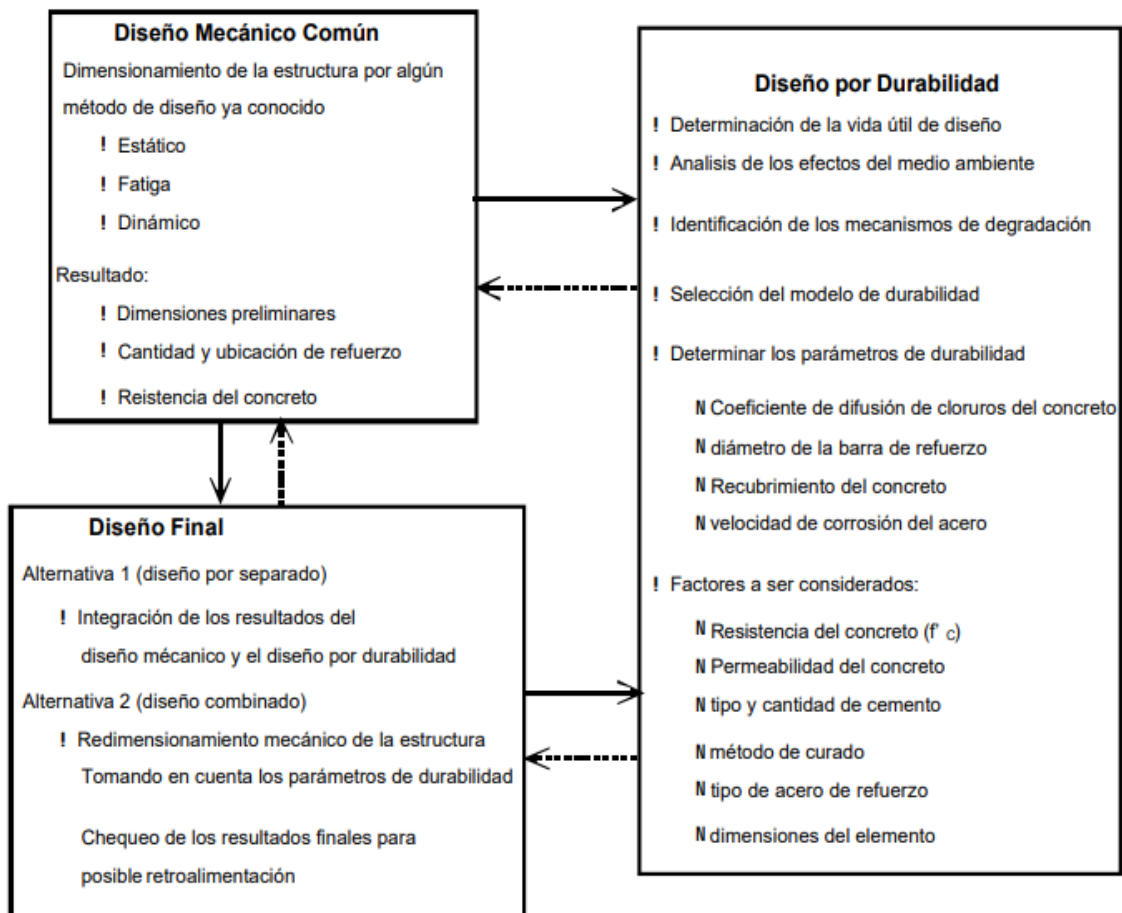 Diseño Mecánico Común
Dimensionamiento de la estructura por algún
método de diseño ya conocido
! Estático
! Fatiga
! Dinámico
Resultado:
! Dimensiones preliminares
! Cantidad y ubicación de refuerzo
! Reistencia del concreto
Diseño por Durabilidad
! Determinación de la vida útil de diseño
! Analisis de los efectos del medio ambiente
! Identificación de los mecanismos de degradación
! Selección del modelo de durabilidad
! Determinar los parámetros de durabilidad
N Coeficiente de difusión de cloruros del concreto
N diámetro de la barra de refuerzo
N Recubrimiento del concreto
N velocidad de corrosión del acero
! Factores a ser considerados:
N Resistencia del concreto (f' c)
N Permeabilidad del concreto
N tipo y cantidad de cemento
N método de curado
N tipo de acero de refuerzo
N dimensiones del elemento
Diseño Final
Alternativa 1 (diseño por separado)
! Integración de los resultados del
diseño mécanico y el diseño por durabilidad
Alternativa 2 (diseño combinado)
! Redimensionamiento mecánico de la estructura
Tomando en cuenta los parámetros de durabilidad
Chequeo de los resultados finales para
posible retroalimentación